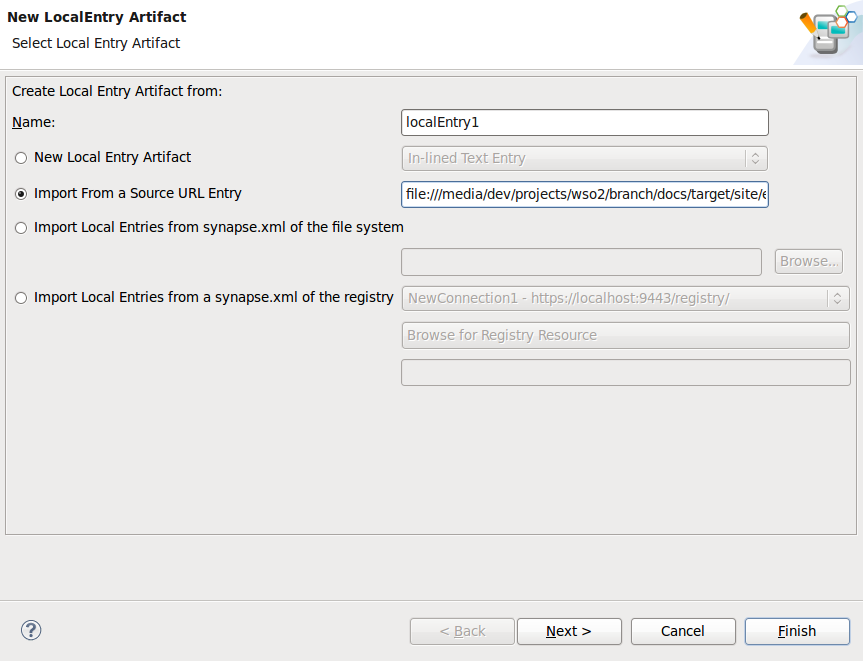 New LocalEntry Artifact
Select Local Entry Artifact
Create Local Entry Artifact from:
Name: localEntry1
New Local Entry Artifact In-lined Text Entry
Import From a Source URL Entry file:///media/dev/projects/wso2/branch/docs/target/site/e
Import Local Entries from synapse.xml of the file system
Browse...
Import Local Entries from a synapse.xml of the registry NewConnection1 - https://localhost:9443/registry/
Browse for Registry Resource
? < Back Next > Cancel Finish